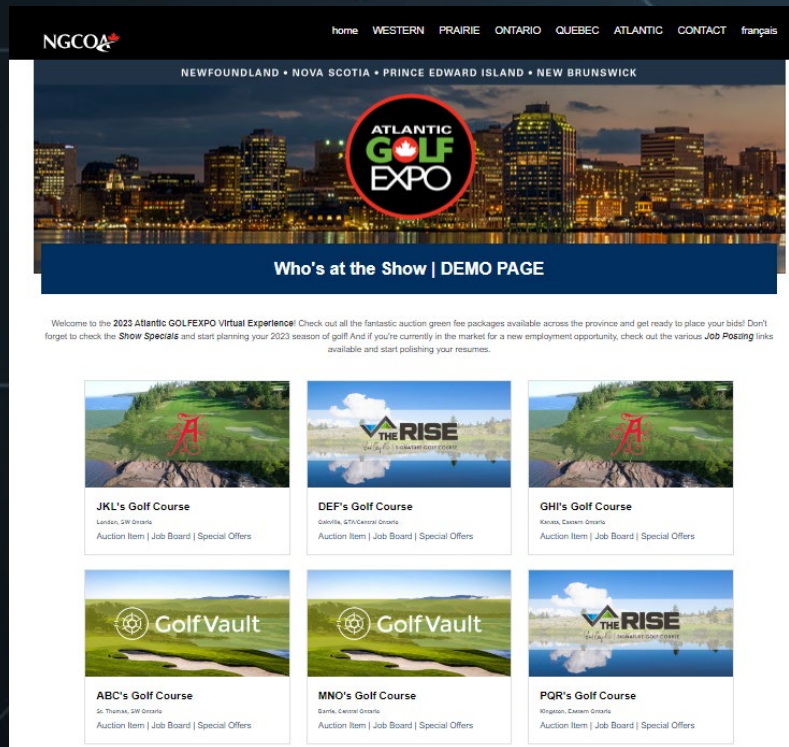 NGCOA
home WESTERN PRAIRIE ONTARIO QUEBEC ATLANTIC CONTACT français
NEWFOUNDLAND • NOVA SCOTIA • PRINCE EDWARD ISLAND • NEW BRUNSWICK
ATLANTIC
GOLF
EXPO
Who's at the Show | DEMO PAGE
Welcome to the 2023 Atlantic GOLFEXPO Virtual Experience! Check out all the fantastic auction green fee packages available across the province and get ready to place your bids! Don't
forget to check the Show Specials and start planning your 2023 season of golf! And if you're currently in the market for a new employment opportunity, check out the various Job Posting links
available and start polishing your resumes.
A
THE RISE
SIGNATURE GOLF COURSE
A
JKL's Golf Course
London, SW Ontario
Auction Item | Job Board | Special Offers
DEF's Golf Course
Oakville, GTA/Central Ontario
Auction Item | Job Board | Special Offers
GHI's Golf Course
Kanata, Eastern Ontario
Auction Item | Job Board | Special Offers
GolfVault
GolfVault
THE RISE
SIGNATURE GOLF COURSE
ABC's Golf Course
St. Thomas, SW Ontario
Auction Item | Job Board | Special Offers
MNO's Golf Course
Barrie, Central Ontario
Auction Item | Job Board | Special Offers
PQR's Golf Course
Kingston, Eastern Ontario
Auction Item | Job Board | Special Offers